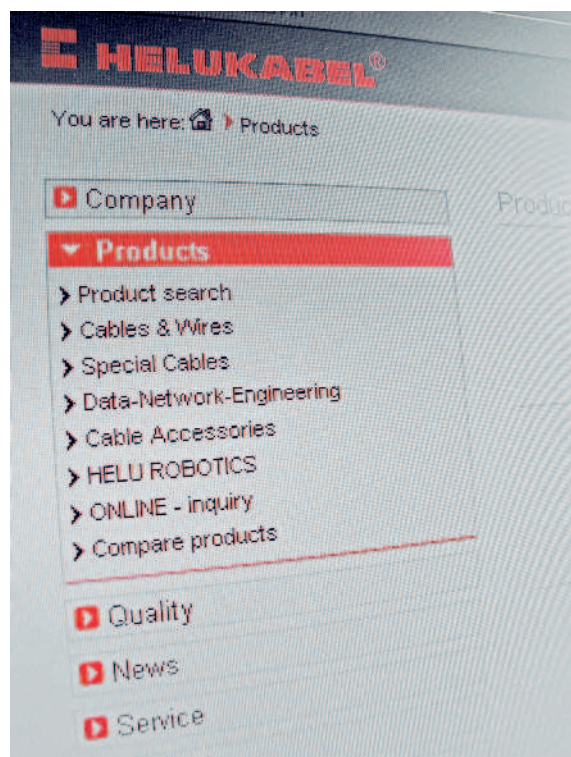 HELUKABEL®
You are here: Products
Company
Produc
Products
Product search
Cables & Wires
Special Cables
Data-Network-Engineering
Cable Accessories
HELU ROBOTICS
ONLINE - inquiry
Compare products
Quality
News
Service